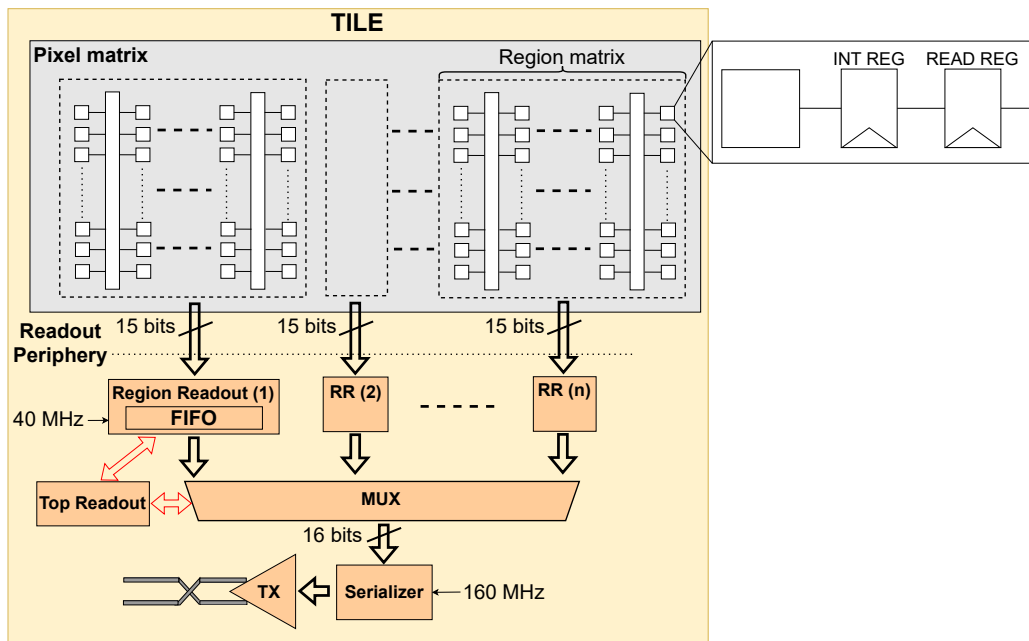 TILE
Pixel matrix
Region matrix
INT REG
READ REG
15 bits
15 bits
15 bits
Readout
Periphery
Region Readout (1)
FIFO
RR (2)
RR (n)
40 MHz
Top Readout
MUX
16 bits
TX
Serializer
160 MHz